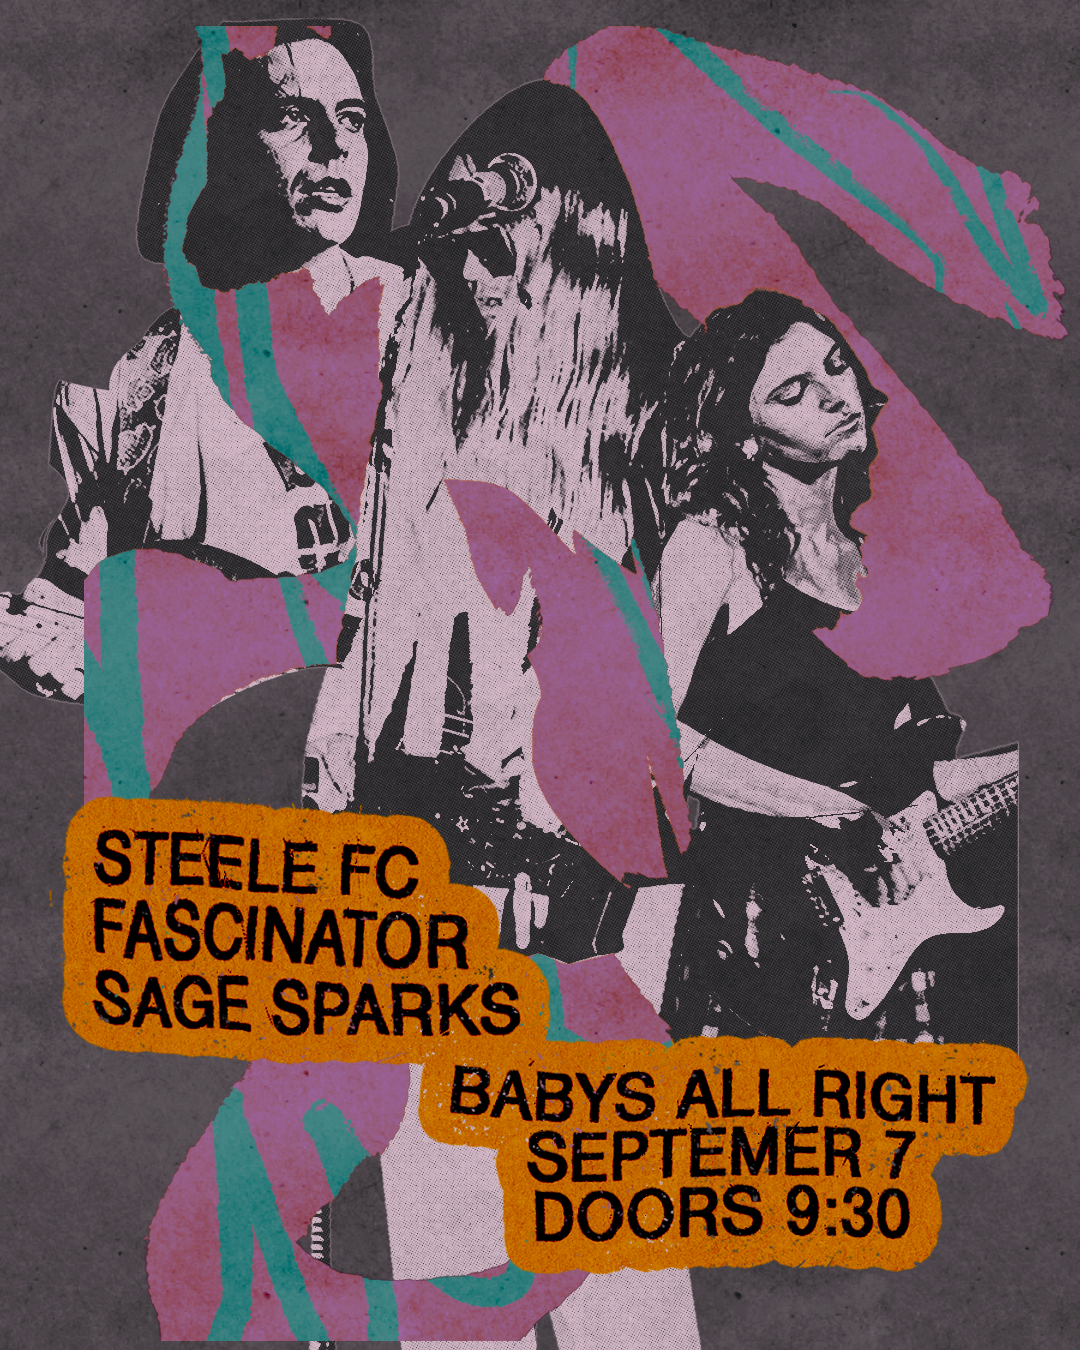 STEELE FC
FASCINATOR
SAGE SPARKS
BABYS ALL RIGHT
SEPTEMER 7
DOORS 9:30